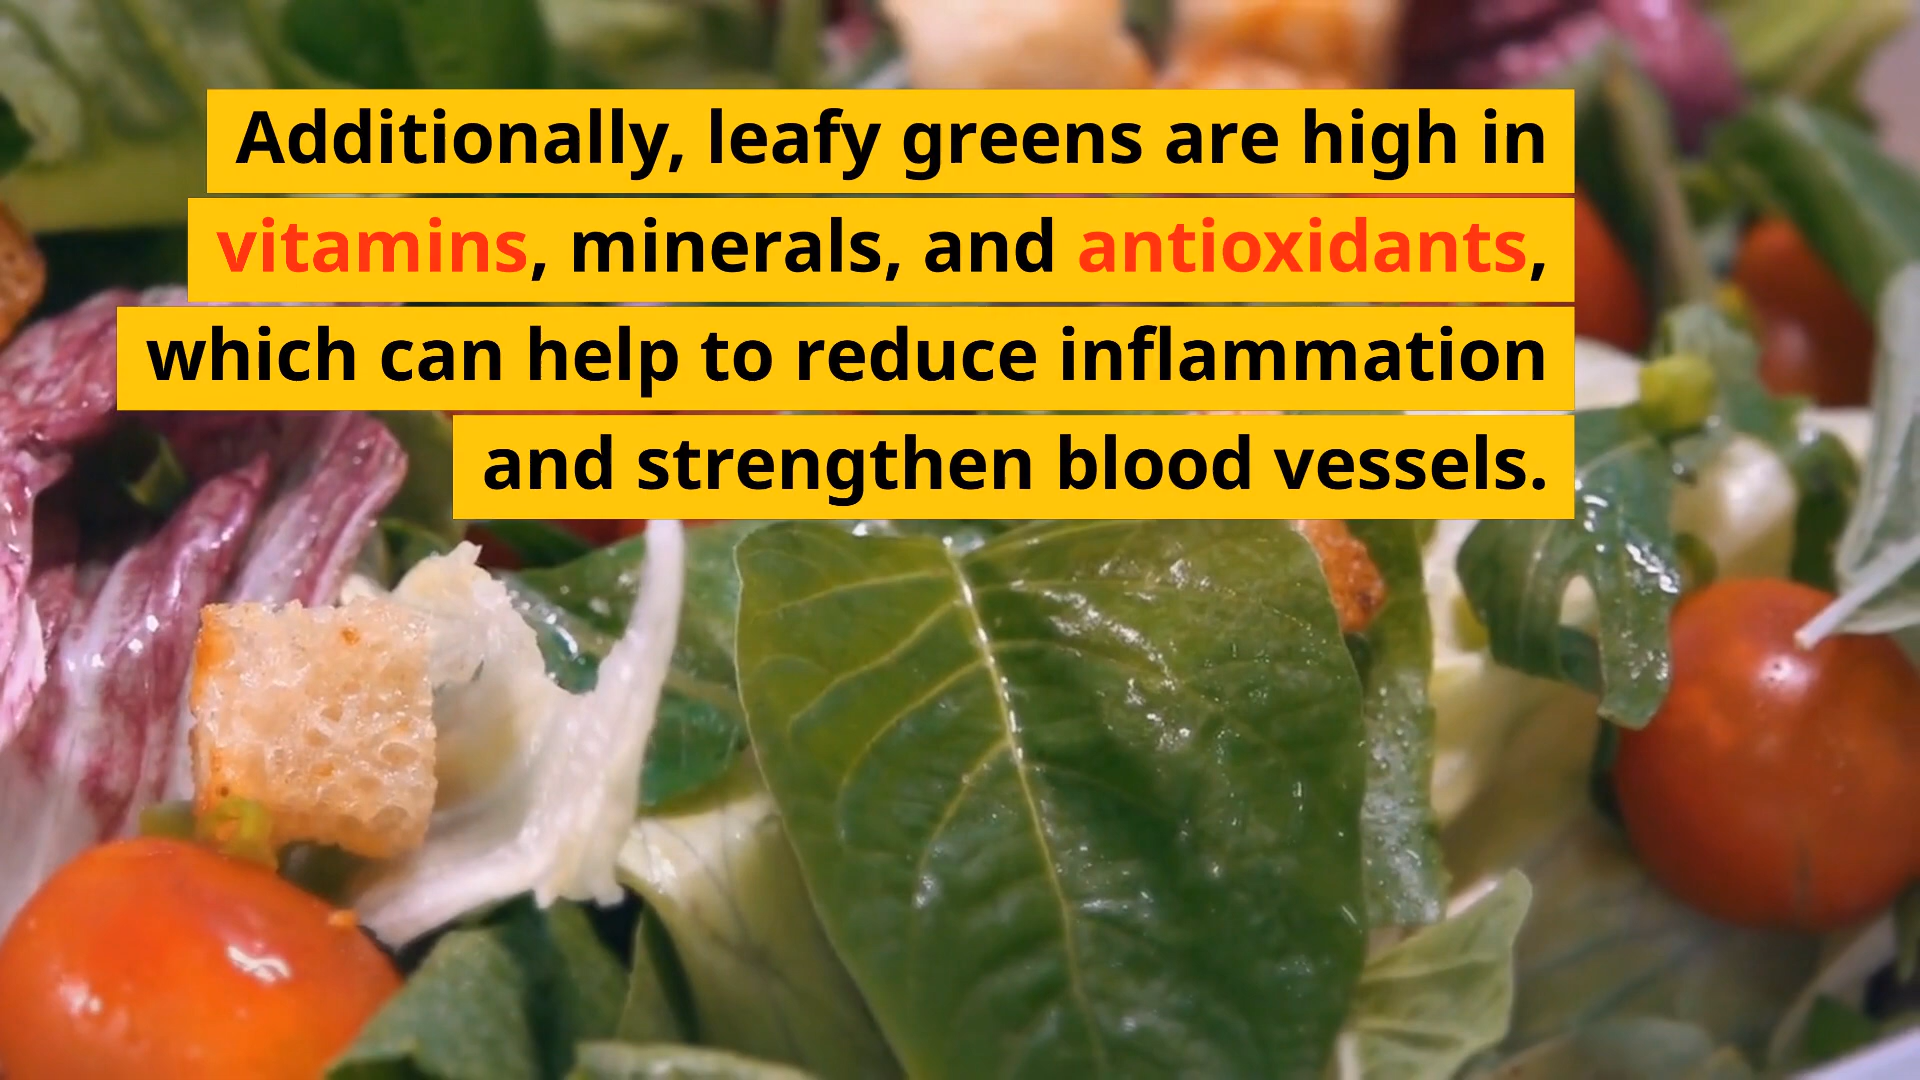 Additionally, leafy greens are high in
vitamins, minerals, and antioxidants,
which can help to reduce inflammation
and strengthen blood vessels.